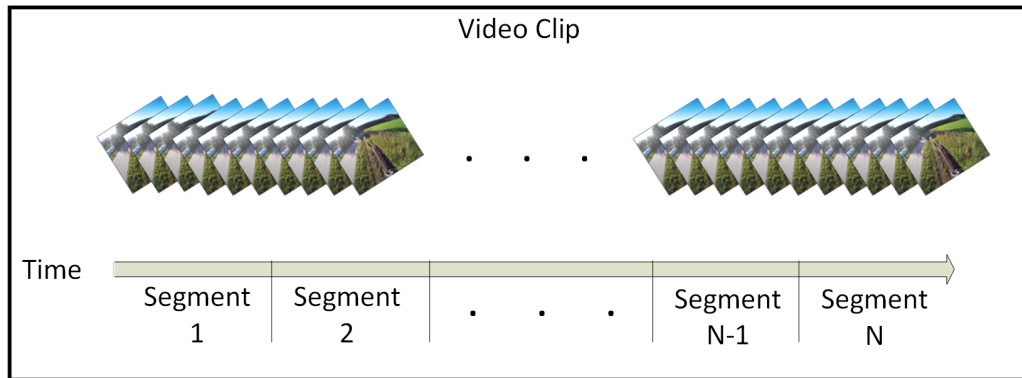 Video Clip
. . .
Time
Segment Segment Segment Segment
1 2 . . . N-1 N